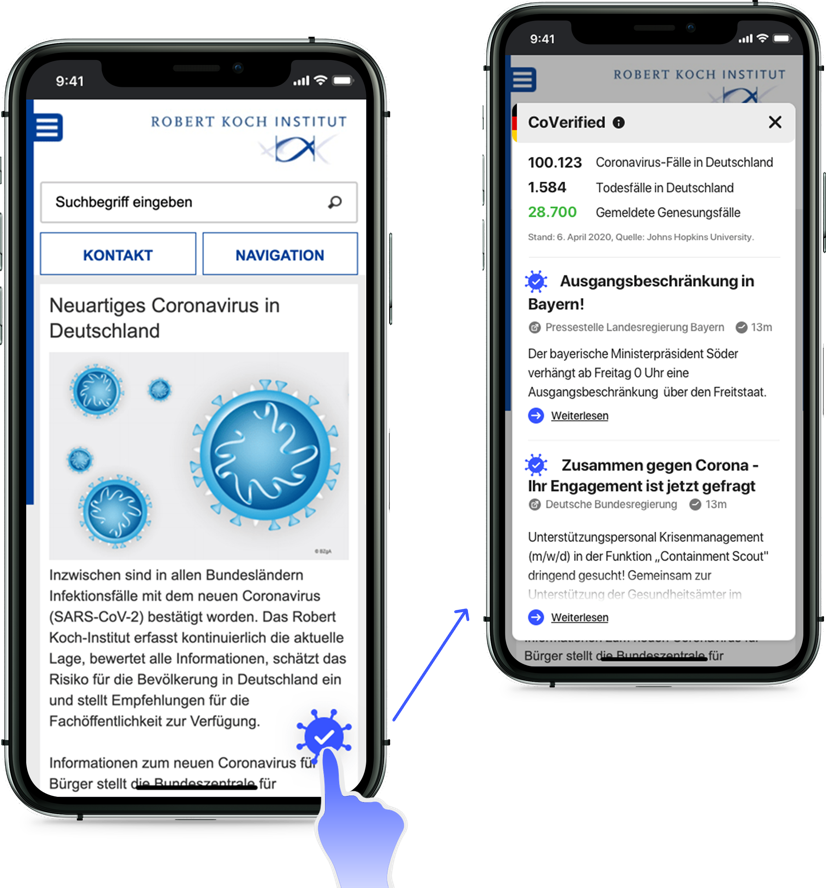 9:41
ROBERT KOCH INSTITUT
Suchbegriff eingeben
KONTAKT
NAVIGATION
Neuartiges Coronavirus in
Deutschland
© BZgA
Inzwischen sind in allen Bundesländern
Infektionsfälle mit dem neuen Coronavirus
(SARS-CoV-2) bestätigt worden. Das Robert
Koch-Institut erfasst kontinuierlich die aktuelle
Lage, bewertet alle Informationen, schätzt das
Risiko für die Bevölkerung in Deutschland ein
und stellt Empfehlungen für die
Fachöffentlichkeit zur Verfügung.
Informationen zum neuen Coronavirus für
Bürger stellt die Bundeszentrale für
9:41
ROBERT KOCH INSTITUT
CoVerified
100.123 Coronavirus-Fälle in Deutschland
1.584 Todesfälle in Deutschland
28.700 Gemeldete Genesungsfälle
Stand: 6. April 2020, Quelle: Johns Hopkins University.
Ausgangsbeschränkung in
Bayern!
Pressestelle Landesregierung Bayern 13m
Der bayerische Ministerpräsident Söder
verhängt ab Freitag 0 Uhr eine
Ausgangsbeschränkung über den Freitstaat.
Weiterlesen
Zusammen gegen Corona -
Ihr Engagement ist jetzt gefragt
Deutsche Bundesregierung 13m
Unterstützungspersonal Krisenmanagement
(m/w/d) in der Funktion „Containment Scout"
dringend gesucht! Gemeinsam zur
Unterstützung der Gesundheitsämter im
Weiterlesen
Informationen zum neuen Coronavirus für
Bürger stellt die Bundeszentrale für